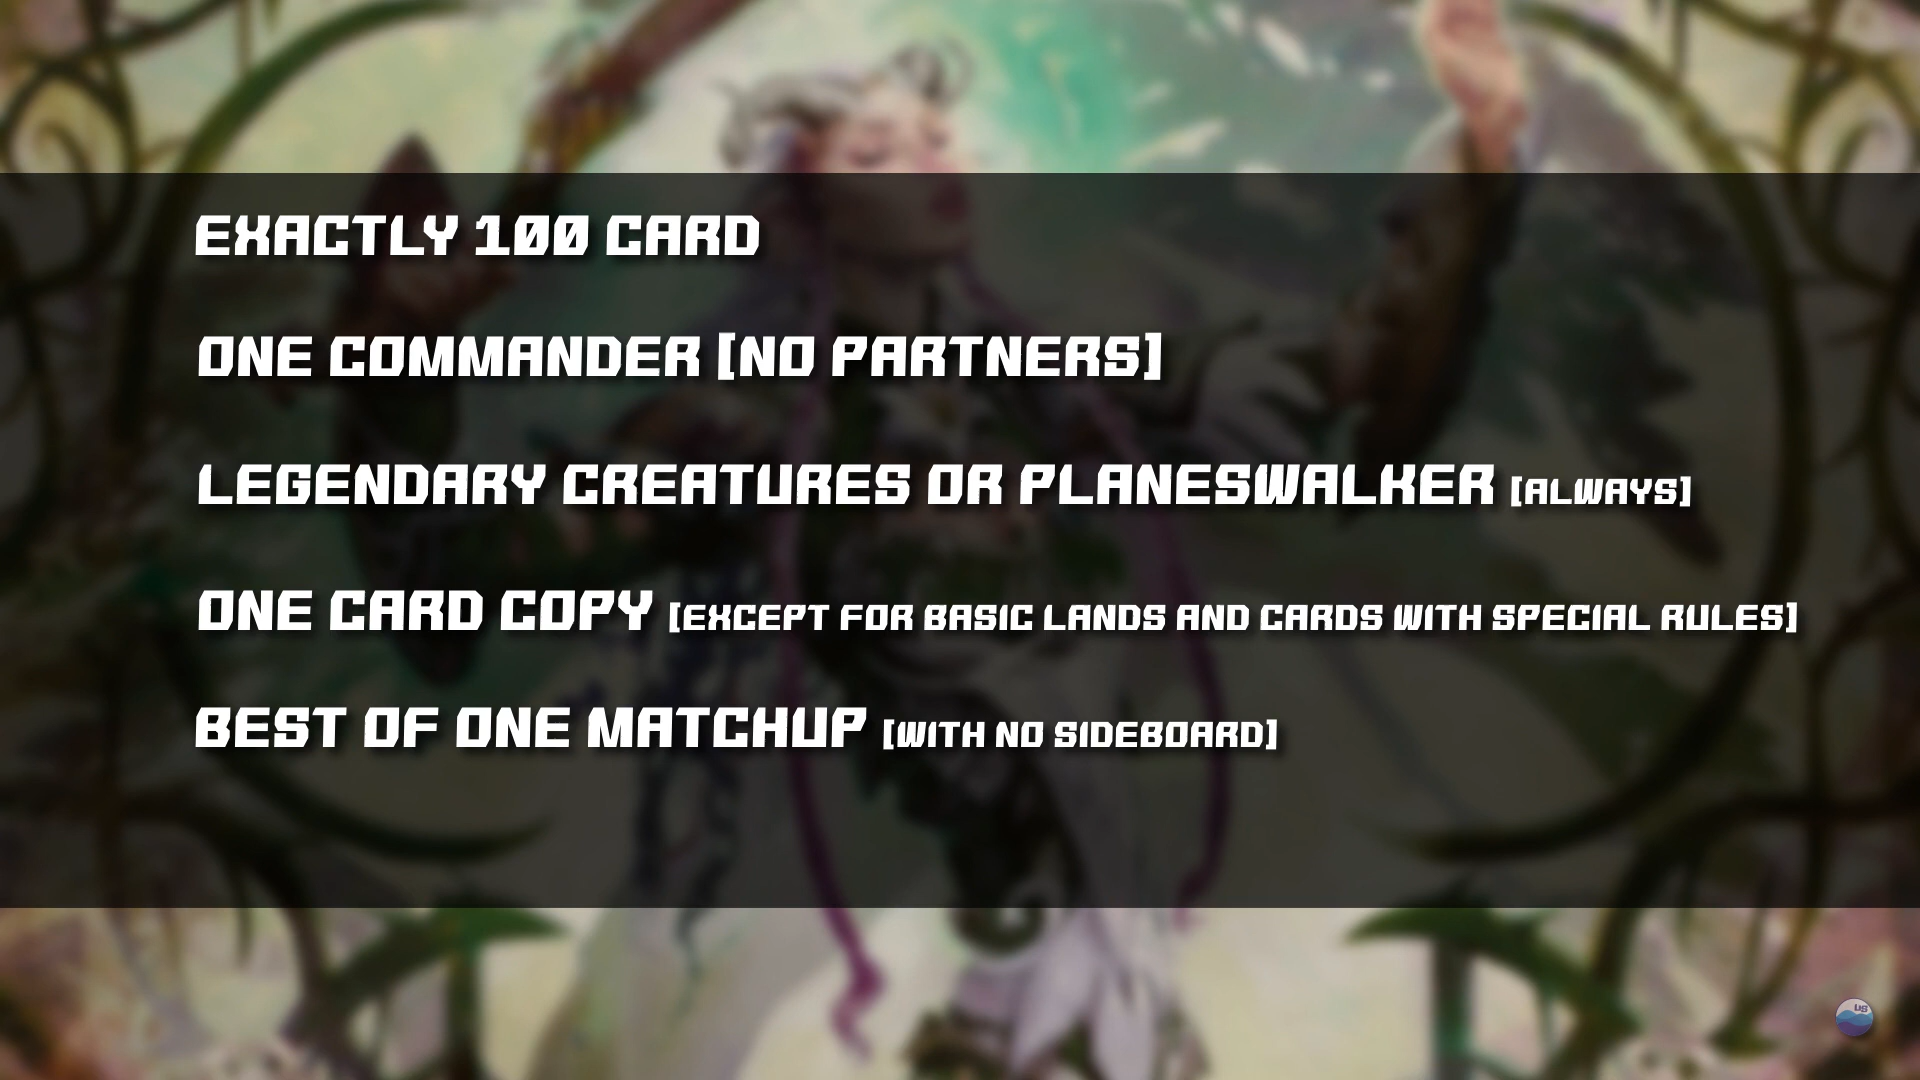 EXACTLY 100 CARD
ONE COMMANDER [NO PARTNERS]
LEGENDARY CREATURES OR PLANESWALKER [ALWAYS]
ONE CARD COPY [EXCEPT FOR BASIC LANDS AND CARDS WITH SPECIAL RULES]
BEST OF ONE MATCHUP [WITH NO SIDEBOARD]